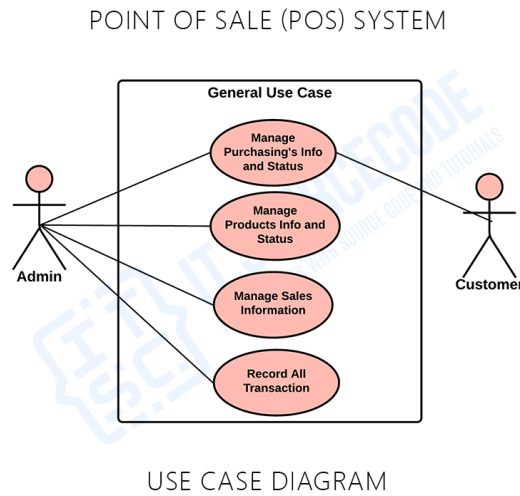 POINT OF SALE (POS) SYSTEM
General Use Case
Manage
Purchasing's Info
and Status
Manage
Products Info and
Status
Manage Sales
Information
Record All
Transaction
Admin
Customer
USE CASE DIAGRAM